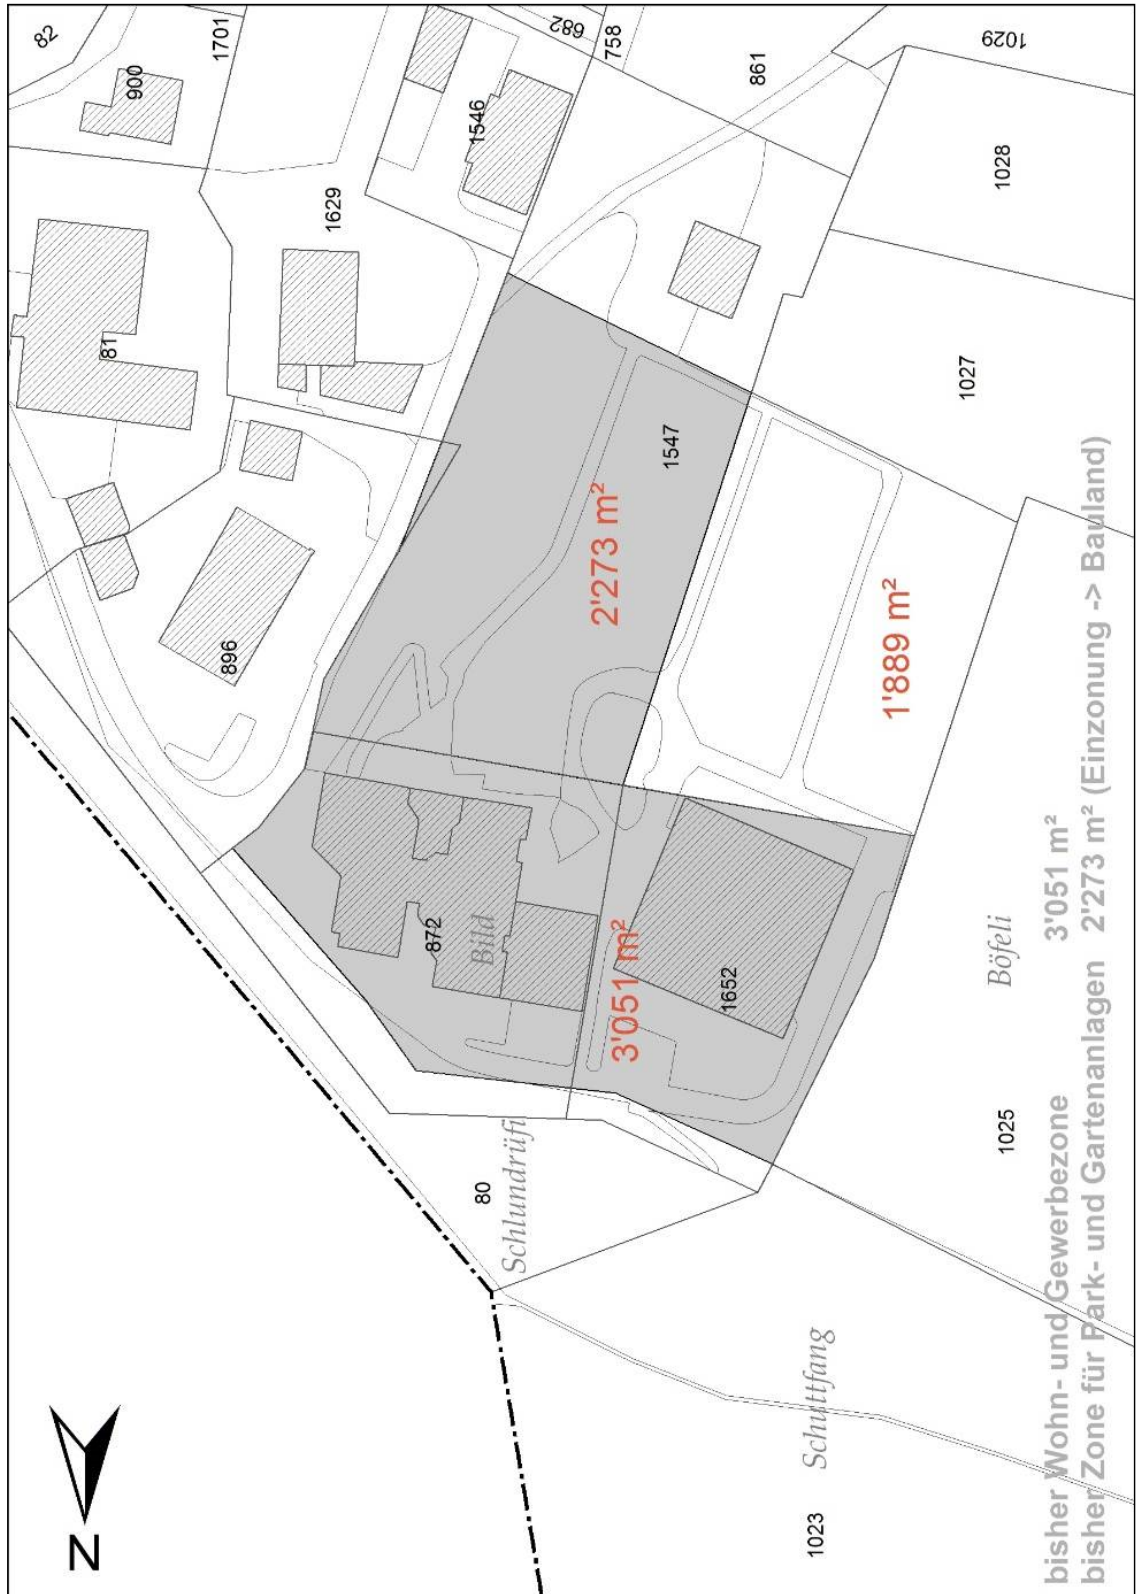 82
1701
682
758
1029
900
861
1546
1028
1629
81
1027
1547
2'273 m²
896
1'889 m²
872
Bild
3'051 m²
1652
Böfeli
80
Schlundrüfi
1025
Schuttfang
1023
N
bisher Wohn- und Gewerbezone 3'051 m²
bisher Zone für Park- und Gartenanlagen 2'273 m² (Einzonung -> Bauland)